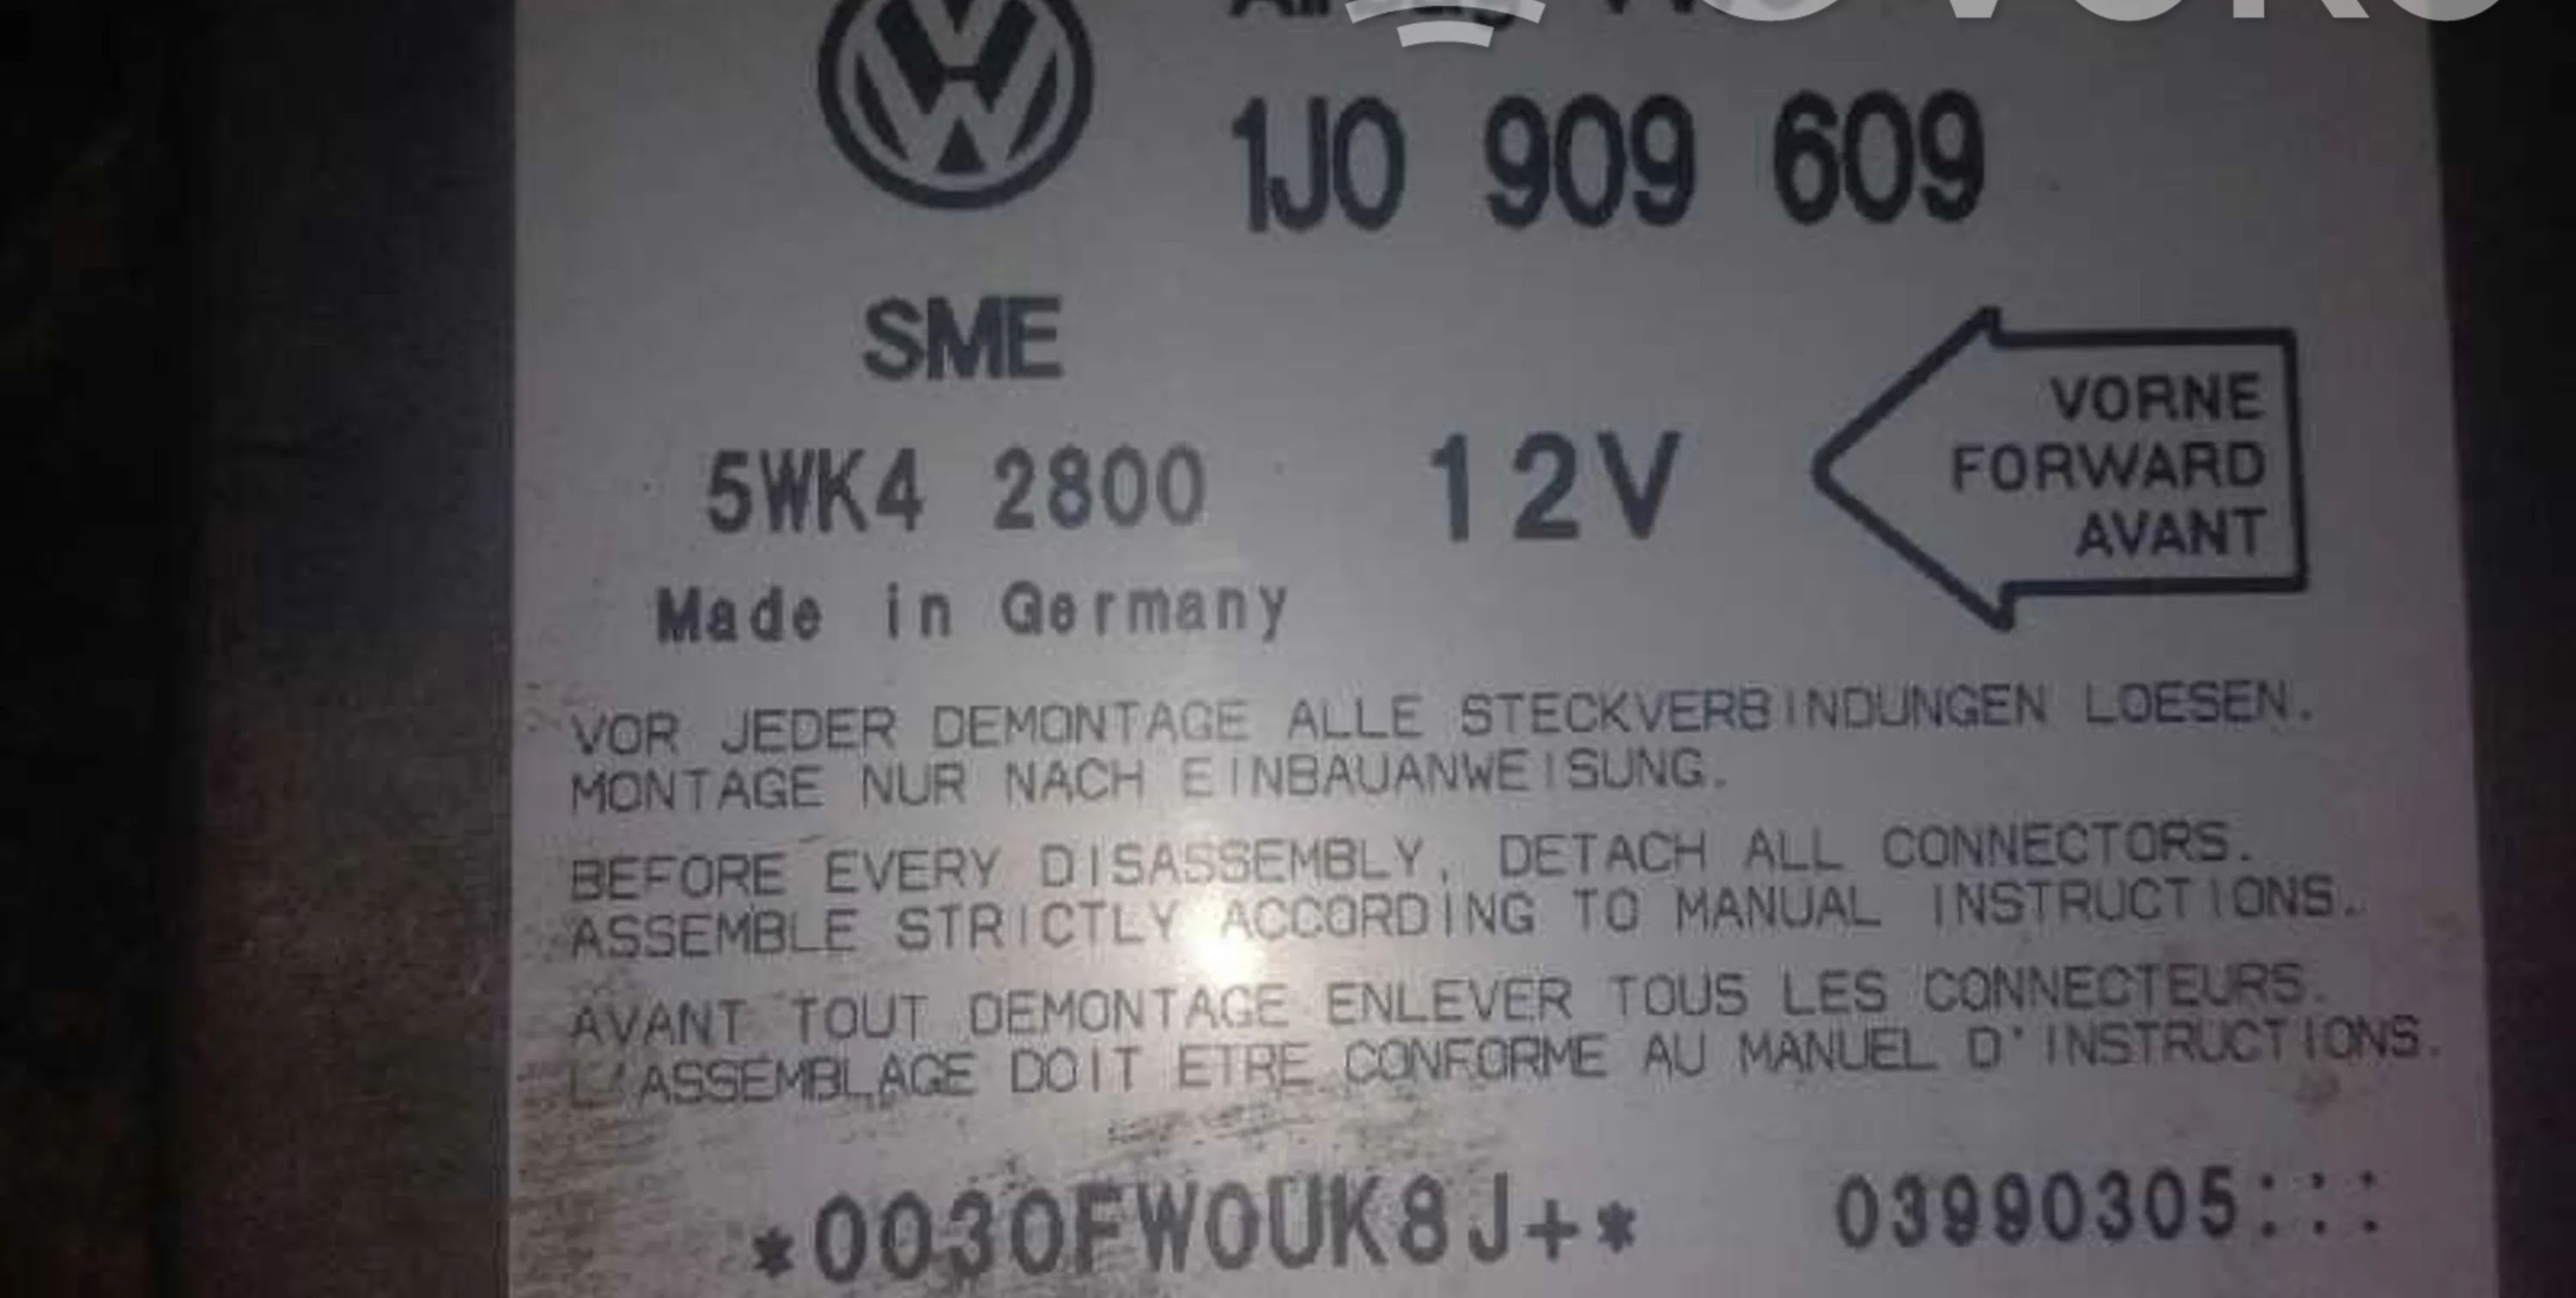 Airbag
1J0 909 609
SME
5WK4 2800 12V
VORNE
FORWARD
AVANT
Made in Germany
VOR JEDER DEMONTAGE ALLE STECKVERBINDUNGEN LOESEN.
MONTAGE NUR NACH EINBAUANWEISUNG.
BEFORE EVERY DISASSEMBLY, DETACH ALL CONNECTORS.
ASSEMBLE STRICTLY ACCORDING TO MANUAL INSTRUCTIONS.
AVANT TOUT DEMONTAGE ENLEVER TOUS LES CONNECTEURS.
L'ASSEMBLAGE DOIT ETRE CONFORME AU MANUEL D'INSTRUCTIONS.
*0030FW0UK8J+* 03990305:::